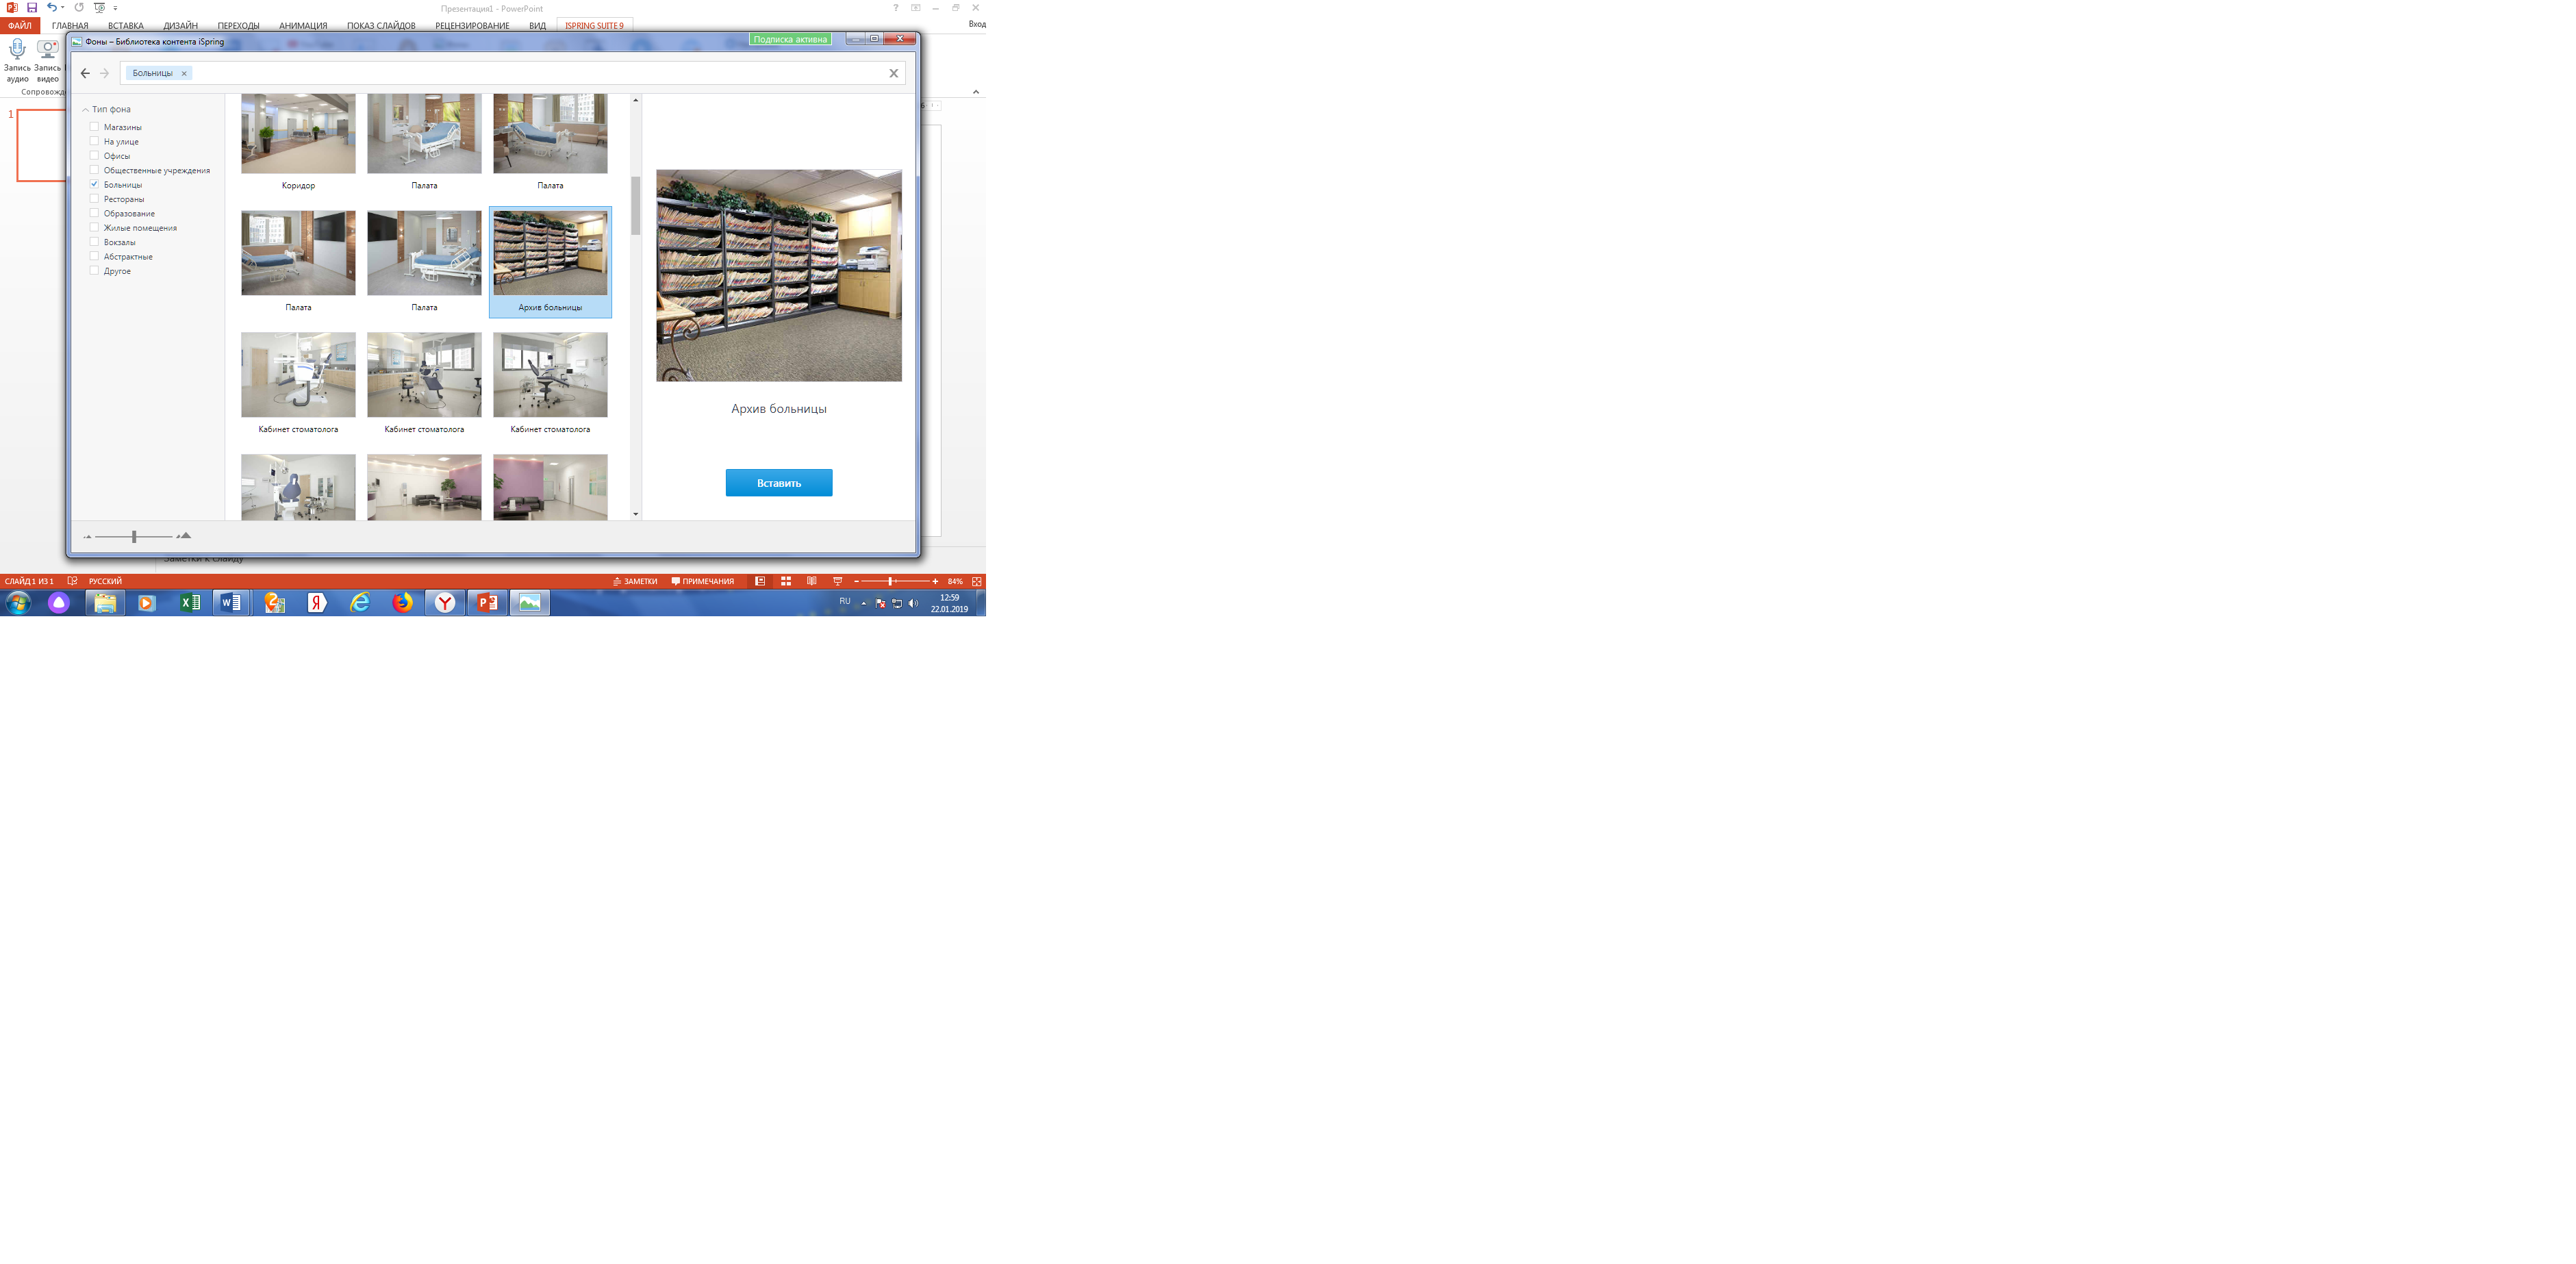 Презентация1 - PowerPoint
ФАЙЛ ГЛАВНАЯ ВСТАВКА ДИЗАЙН ПЕРЕХОДЫ АНИМАЦИЯ ПОКАЗ СЛАЙДОВ РЕЦЕНЗИРОВАНИЕ ВИД ISPRING SUITE 9 Вход
Фоны – Библиотека контента iSpring
Подписка активна
Запись аудио
Запись видео
Больницы
Тип фона
Магазины
На улице
Офисы
Общественные учреждения
Больницы
Рестораны
Образование
Жилые помещения
Вокзалы
Абстрактные
Другое
1
Коридор Палата Палата
Палата Палата Архив больницы
Кабинет стоматолога Кабинет стоматолога Кабинет стоматолога
Архив больницы
Вставить
Заметки к слайду
СЛАЙД 1 ИЗ 1 РУССКИЙ ЗАМЕТКИ ПРИМЕЧАНИЯ 84%
RU
12:59
22.01.2019